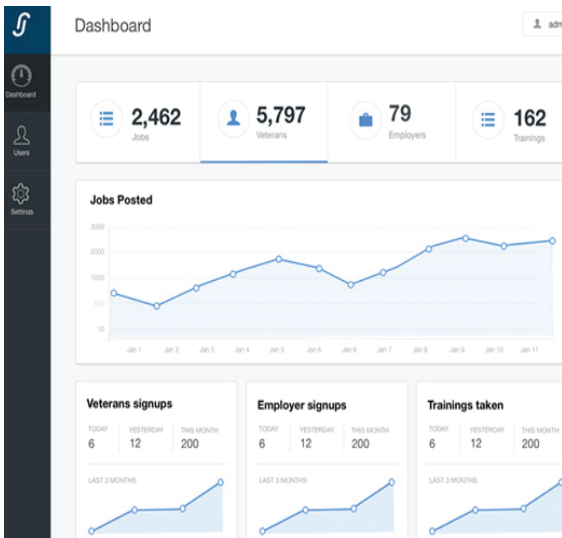 Dashboard
adm
Dashboard
Users
Settings
2,462
Jobs
5,797
Veterans
79
Employers
162
Trainings
Jobs Posted
3000
2000
1000
500
10
Jan 1 Jan 2 Jan 3 Jan 4 Jan 5 Jan 6 Jan 6 Jan 7 Jan 8 Jan 9 Jan 10 Jan 11
Veterans signups
TODAY YESTERDAY THIS MONTH
6 12 200
LAST 3 MONTHS
Employer signups
TODAY YESTERDAY THIS MONTH
6 12 200
LAST 3 MONTHS
Trainings taken
TODAY YESTERDAY THIS MONTH
6 12 200
LAST 3 MONTHS